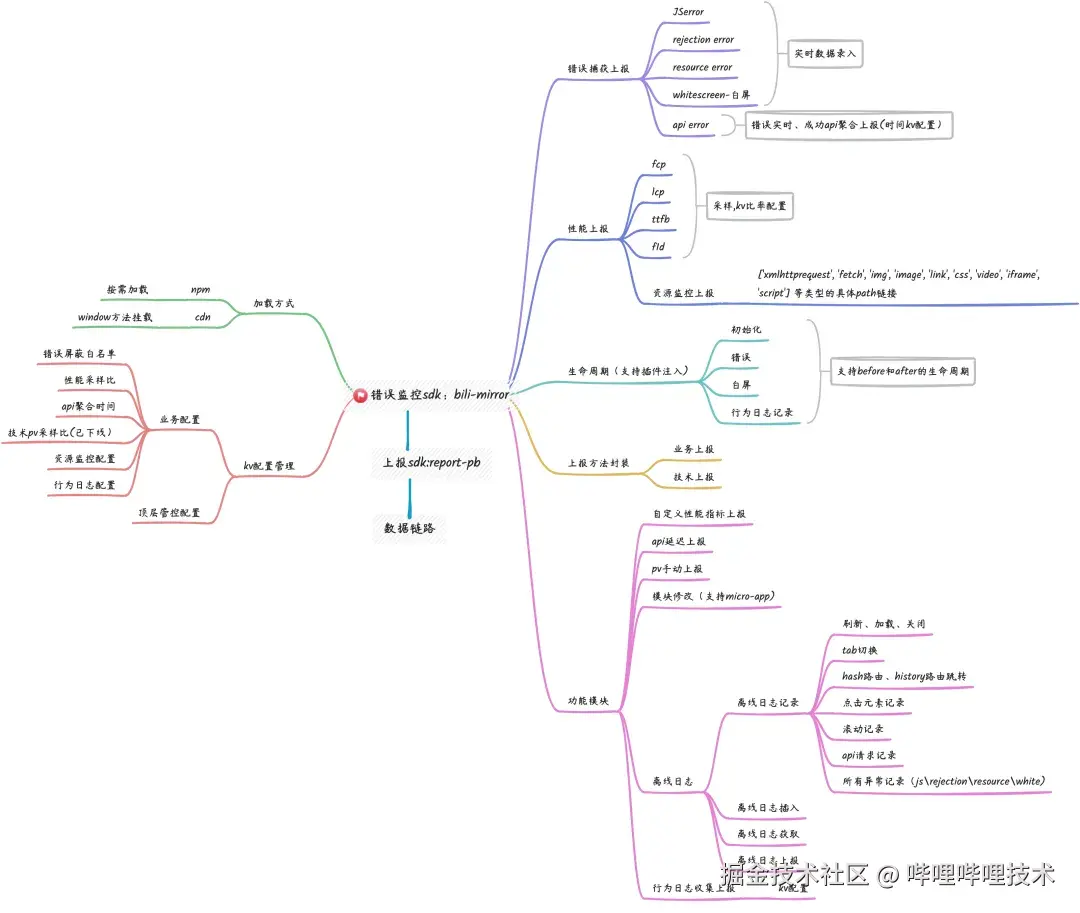 错误监控sdk：bili-mirror
上报sdk:report-pb
数据链路
错误捕获上报
JSerror
rejection error
resource error
whitescreen-白屏
实时数据录入
api error
错误实时、成功api聚合上报(时间kv配置）
性能上报
fcp
lcp
ttfb
fid
采样,kv比率配置
资源监控上报
['xmlhttprequest', 'fetch', 'img', 'image', 'link', 'css', 'video', 'iframe',
'script'] 等类型的具体path链接
生命周期（支持插件注入）
初始化
错误
白屏
行为日志记录
支持before和after的生命周期
上报方法封装
业务上报
技术上报
功能模块
自定义性能指标上报
api延迟上报
pv手动上报
模块修改（支持micro-app）
离线日志
离线日志记录
刷新、加载、关闭
tab切换
hash路由、history路由跳转
点击元素记录
滚动记录
api请求记录
所有异常记录（js\rejection\resource\white）
离线日志插入
离线日志获取
离线日志上报
行为日志收集上报
kv配置
加载方式
npm
按需加载
cdn
window方法挂载
kv配置管理
业务配置
错误屏蔽白名单
性能采样比
api聚合时间
技术pv采样比(已下线）
资源监控配置
行为日志配置
顶层管控配置
掘金技术社区 @ 哔哩哔哩技术